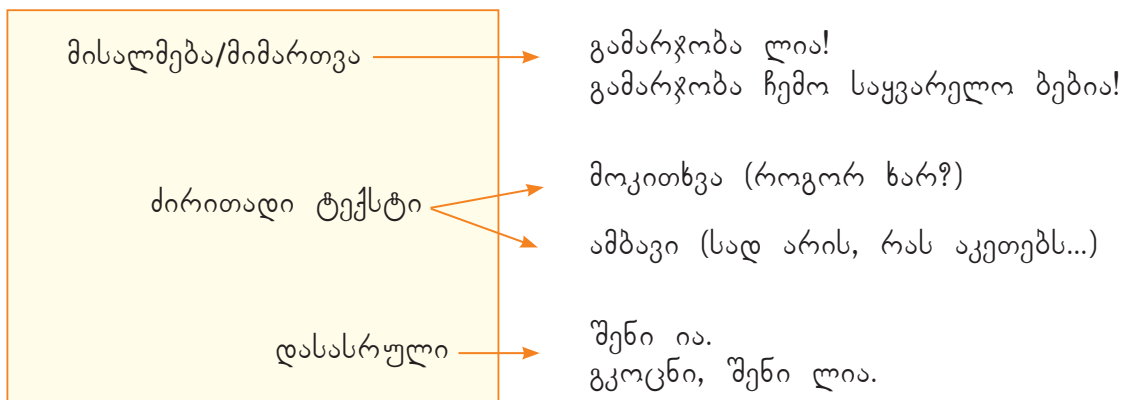 მისალმება/მიმართვა
გამარჯობა ლია!
გამარჯობა ჩემო საყვარელო ბებია!
ძირითადი ტექსტი
მოკითხვა (როგორ ხარ?)
ამბავი (სად არის, რას აკეთებს...)
დასასრული
შენი ია.
გკოცნი, შენი ლია.